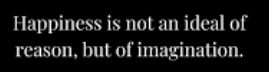 Happiness is not an ideal of
reason, but of imagination.